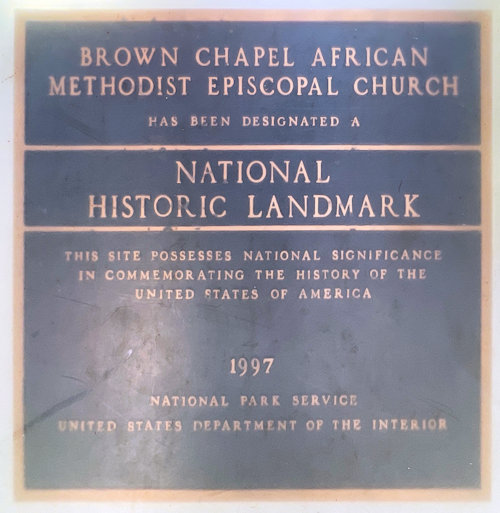 BROWN CHAPEL AFRICAN
METHODIST EPISCOPAL CHURCH
HAS BEEN DESIGNATED A
NATIONAL
HISTORIC LANDMARK
THIS SITE POSSESSES NATIONAL SIGNIFICANCE
IN COMMEMORATING THE HISTORY OF THE
UNITED STATES OF AMERICA
1997
NATIONAL PARK SERVICE
UNITED STATES DEPARTMENT OF THE INTERIOR